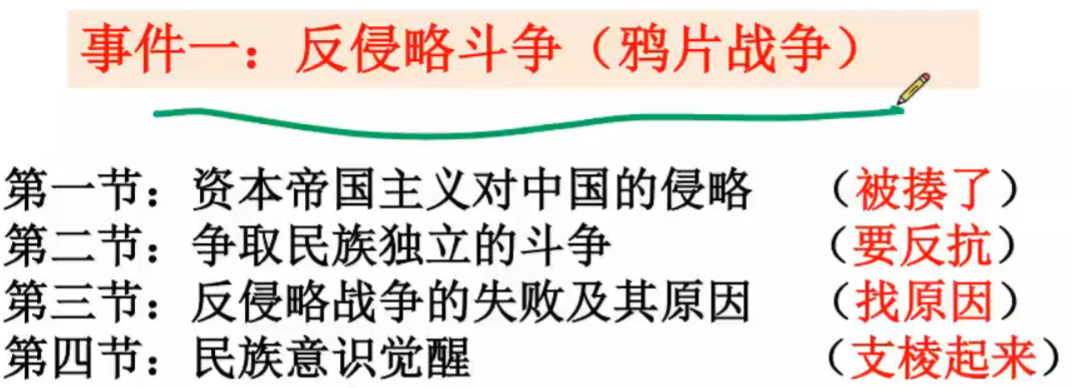 事件一：反侵略斗争（鸦片战争）
第一节：资本帝国主义对中国的侵略 （被揍了）
第二节：争取民族独立的斗争 （要反抗）
第三节：反侵略战争的失败及其原因 （找原因）
第四节：民族意识觉醒 （支棱起来）